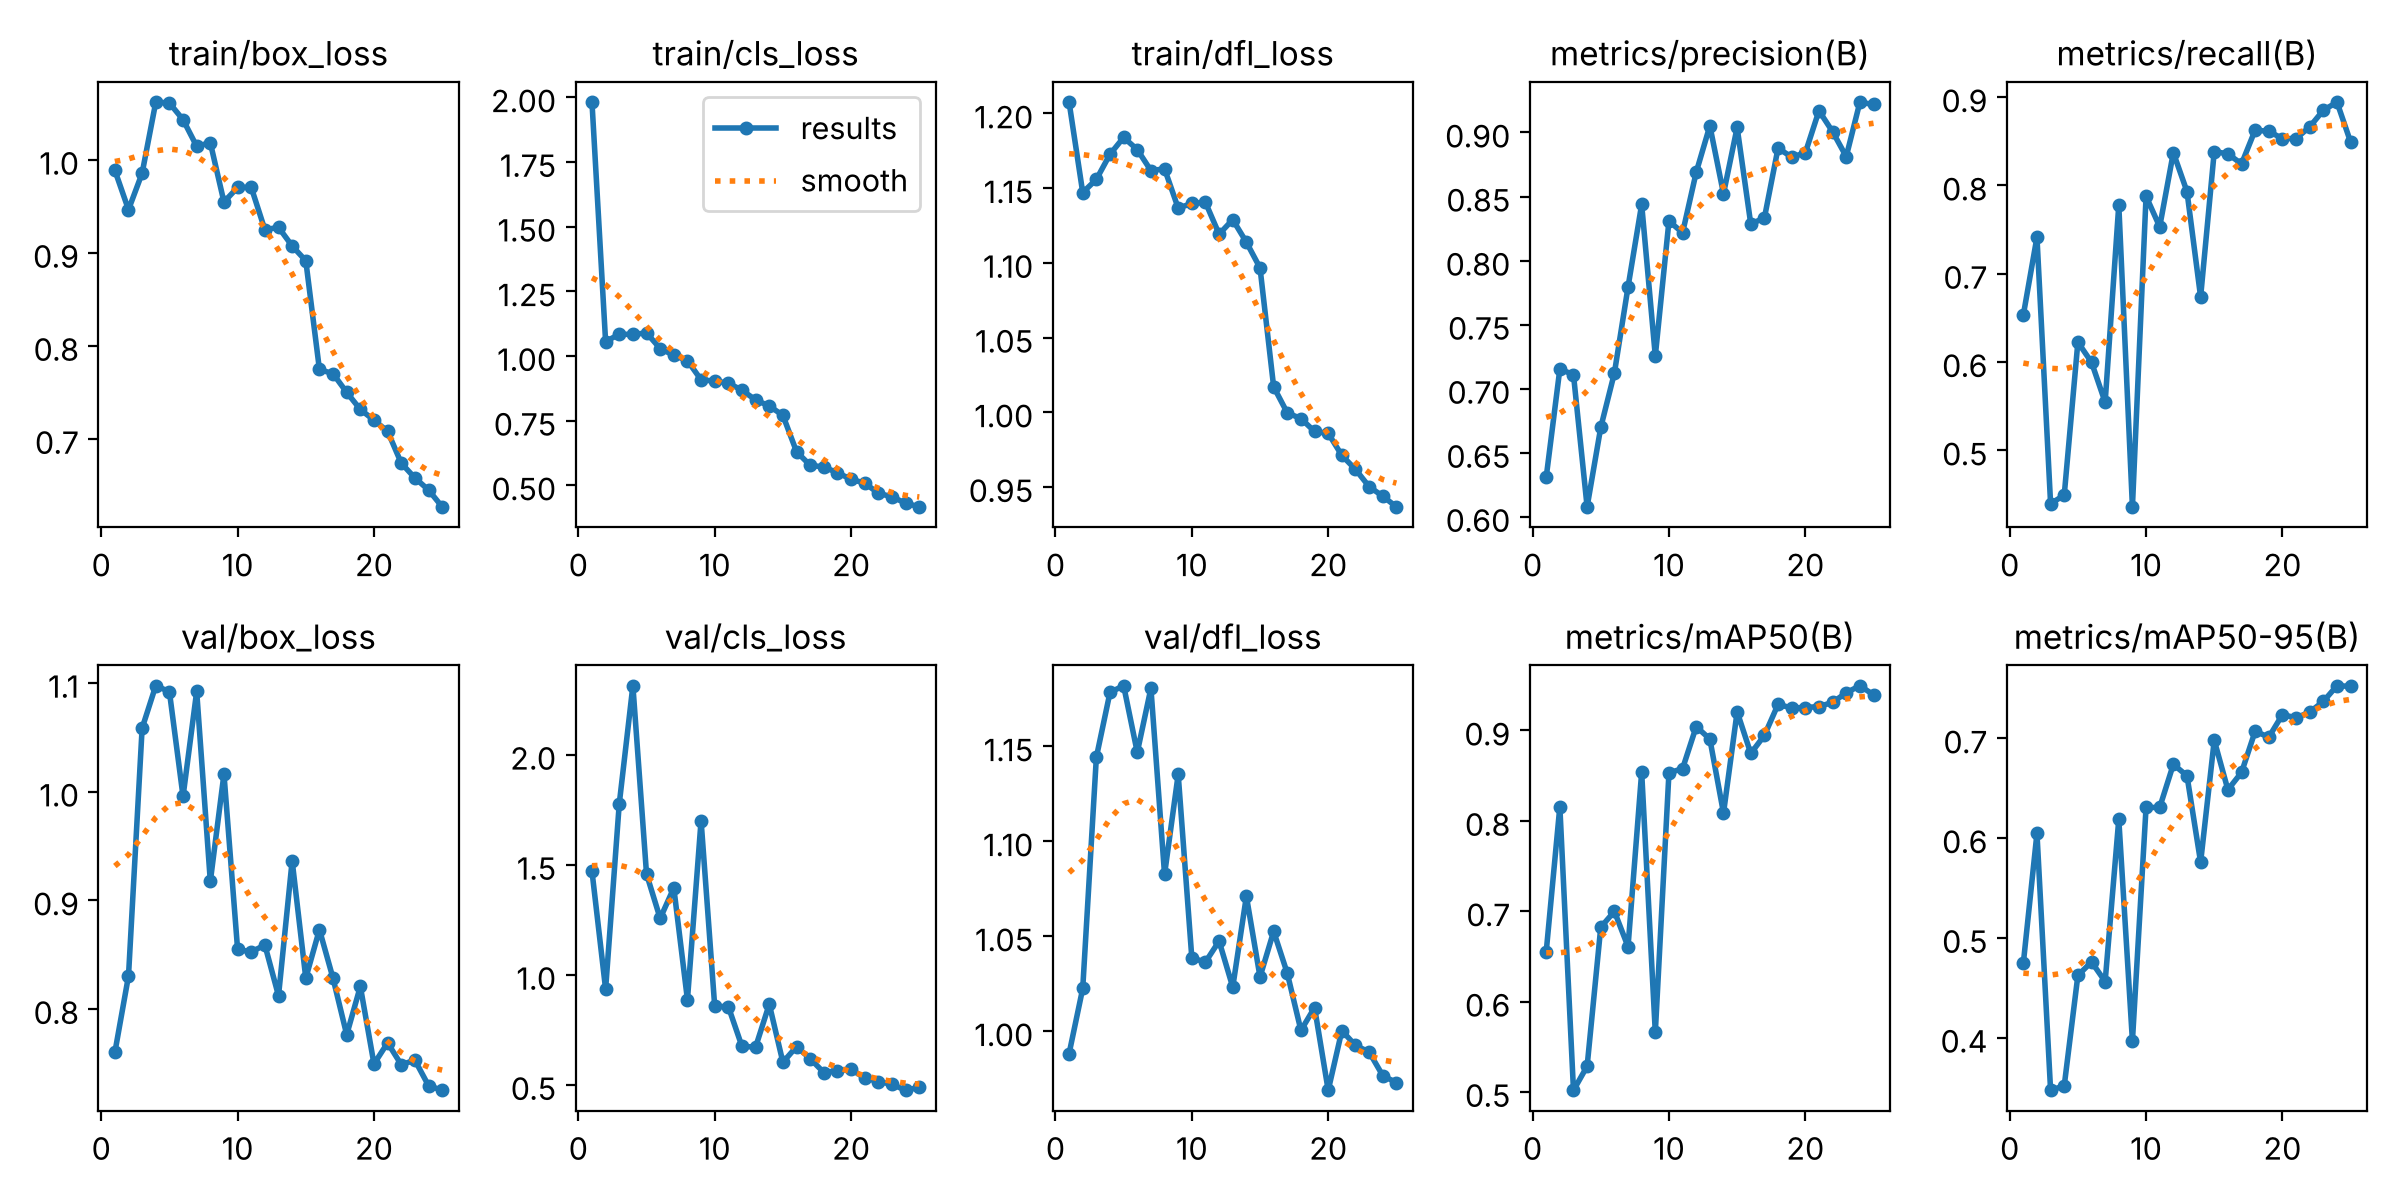 train/box_loss
1.0
0.9
0.8
0.7
0 10 20
train/cls_loss
results
smooth
2.00
1.75
1.50
1.25
1.00
0.75
0.50
0 10 20
train/dfl_loss
1.20
1.15
1.10
1.05
1.00
0.95
0 10 20
metrics/precision(B)
0.90
0.85
0.80
0.75
0.70
0.65
0.60
0 10 20
metrics/recall(B)
0.9
0.8
0.7
0.6
0.5
0 10 20
val/box_loss
1.1
1.0
0.9
0.8
0 10 20
val/cls_loss
2.0
1.5
1.0
0.5
0 10 20
val/dfl_loss
1.15
1.10
1.05
1.00
0 10 20
metrics/mAP50(B)
0.9
0.8
0.7
0.6
0.5
0 10 20
metrics/mAP50-95(B)
0.7
0.6
0.5
0.4
0 10 20